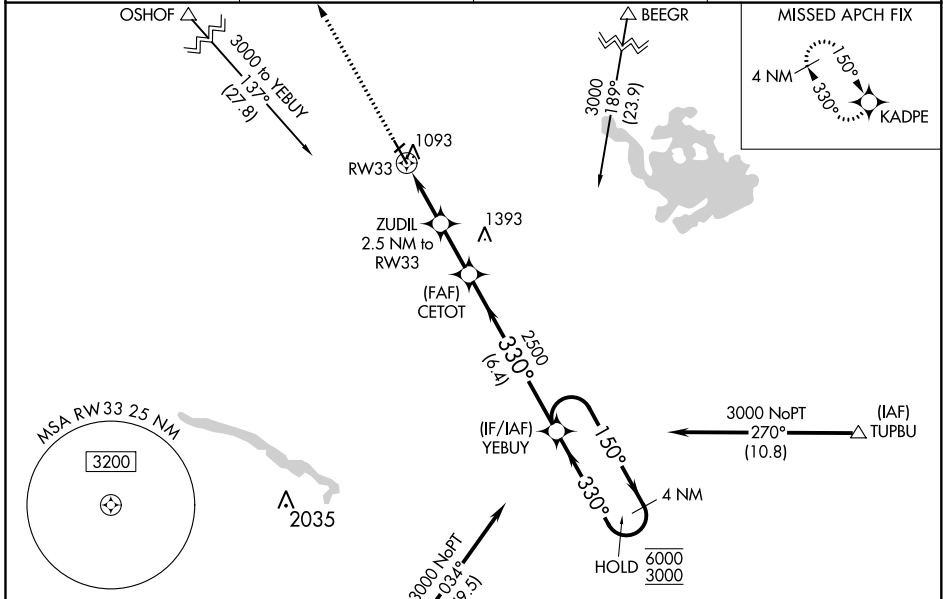 OSHOF
3000 to YEBUY
137°
(27.8)
BEEGR
3000
189°
(23.9)
MISSED APCH FIX
4 NM
150°
330°
KADPE
1093
RW33
ZUDIL
2.5 NM to
RW33
1393
(FAF)
CETOT
2500
330°
(6.4)
(IF/IAF)
YEBUY
150°
330°
4 NM
HOLD
6000
3000
3000 NoPT
270°
(10.8)
(IAF)
TUPBU
MSA RW33 25 NM
3200
2035
3000 NoPT
034°